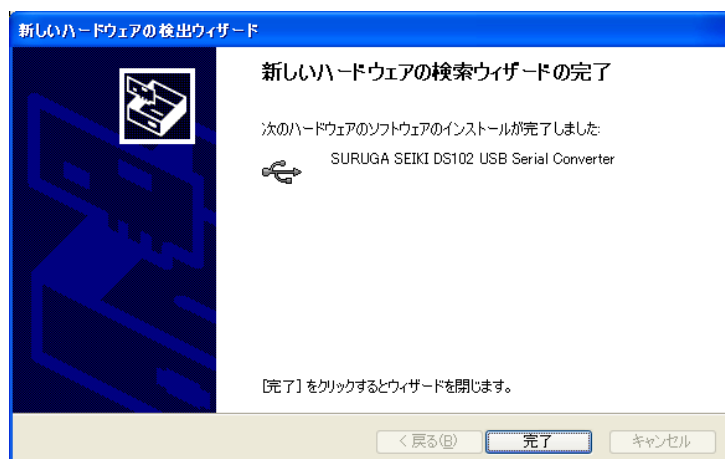 新しいハードウェアの検出ウィザード
新しいハードウェアの検索ウィザードの完了
次のハードウェアのソフトウェアのインストールが完了しました:
SURUGA SEIKI DS102 USB Serial Converter
[完了] をクリックするとウィザードを閉じます。
< 戻る(B) 完了 キャンセル